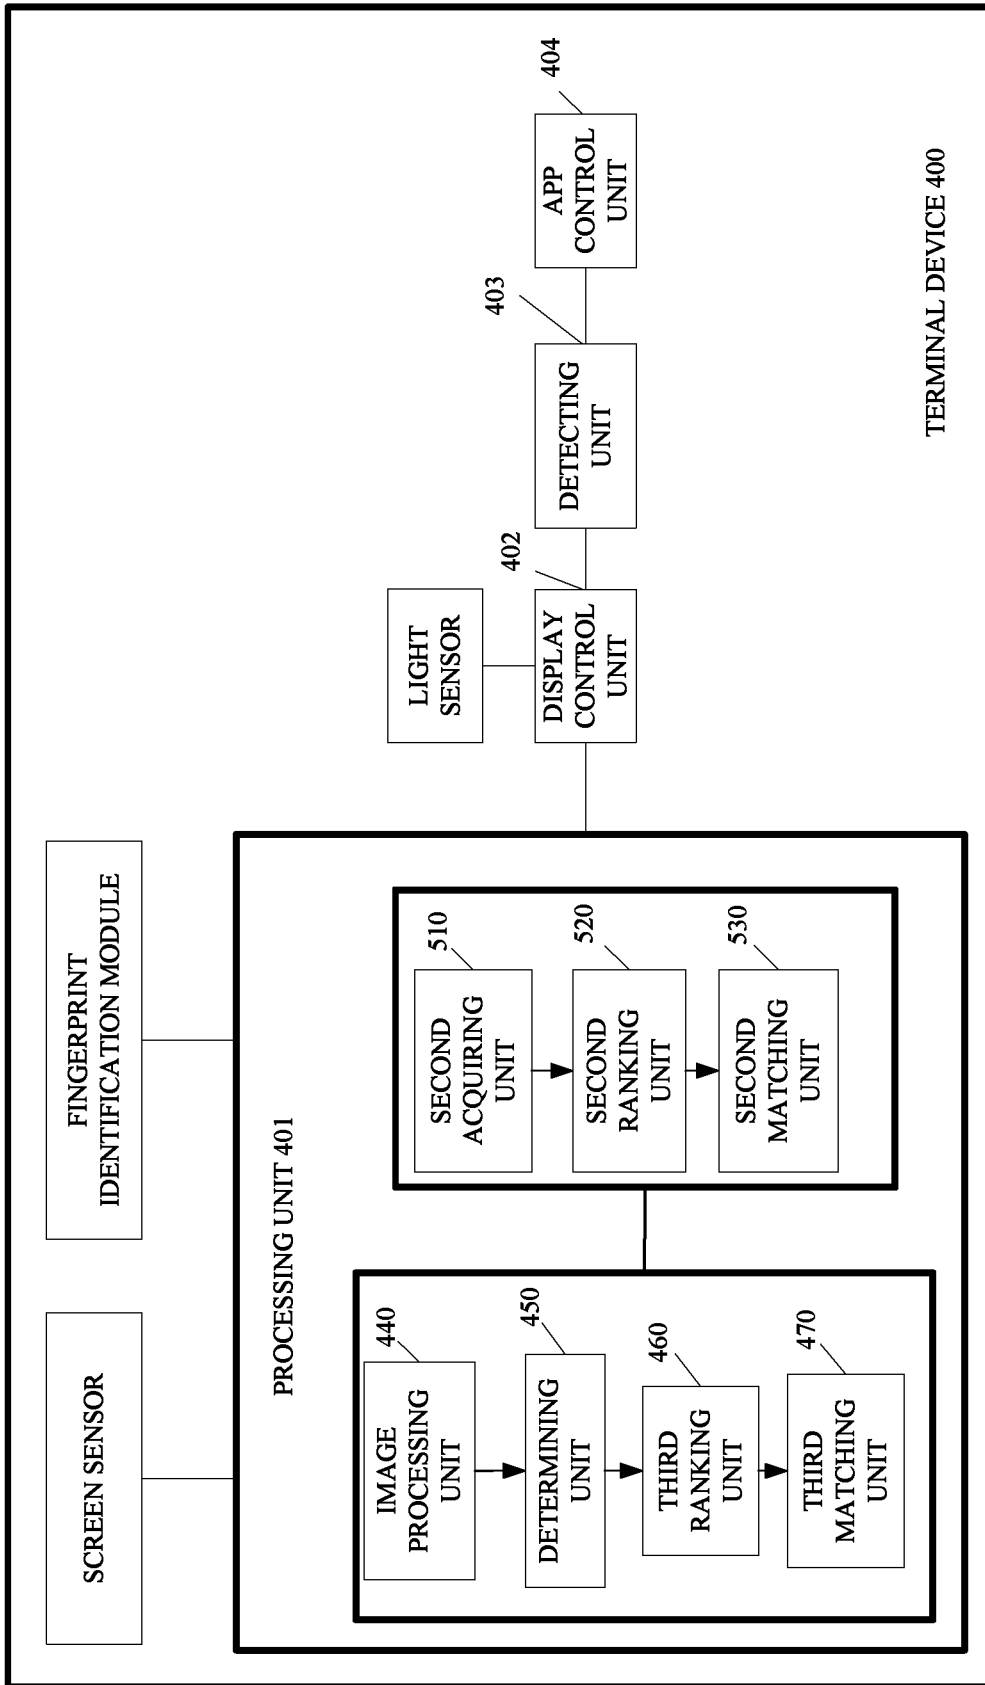 SCREEN SENSOR
FINGERPRINT
IDENTIFICATION MODULE
PROCESSING UNIT 401
440
IMAGE
PROCESSING
UNIT
450
DETERMINING
UNIT
460
THIRD
RANKING
UNIT
470
THIRD
MATCHING
UNIT
510
SECOND
ACQUIRING
UNIT
520
SECOND
RANKING
UNIT
530
SECOND
MATCHING
UNIT
LIGHT
SENSOR
402
DISPLAY
CONTROL
UNIT
403
DETECTING
UNIT
404
APP
CONTROL
UNIT
TERMINAL DEVICE 400